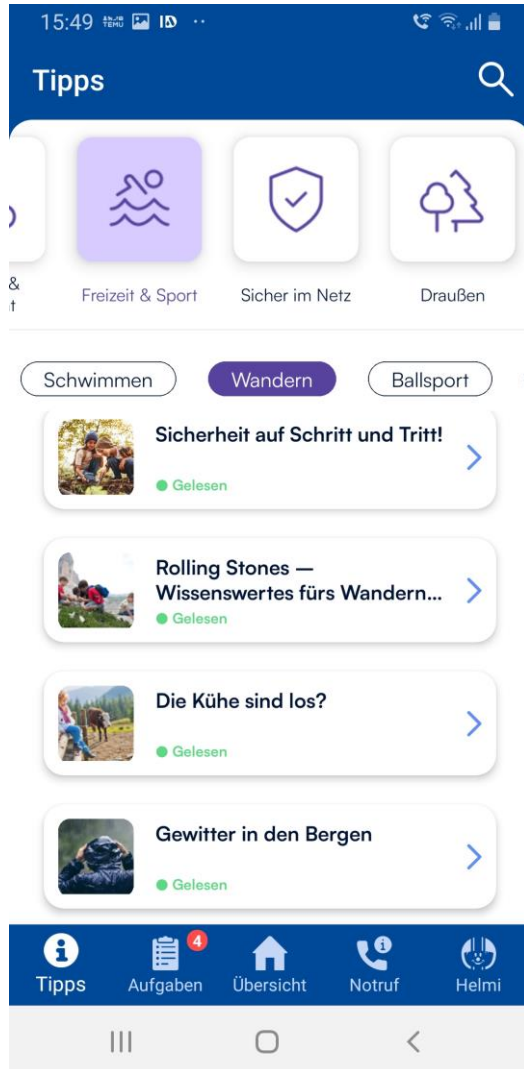 15:49
TEMU
Tipps
&
t
Freizeit & Sport
Sicher im Netz
Draußen
Schwimmen
Wandern
Ballsport
Sicherheit auf Schritt und Tritt!
Gelesen
Rolling Stones –
Wissenswertes fürs Wandern...
Gelesen
Die Kühe sind los?
Gelesen
Gewitter in den Bergen
Gelesen
4
Tipps
Aufgaben
Übersicht
Notruf
Helmi